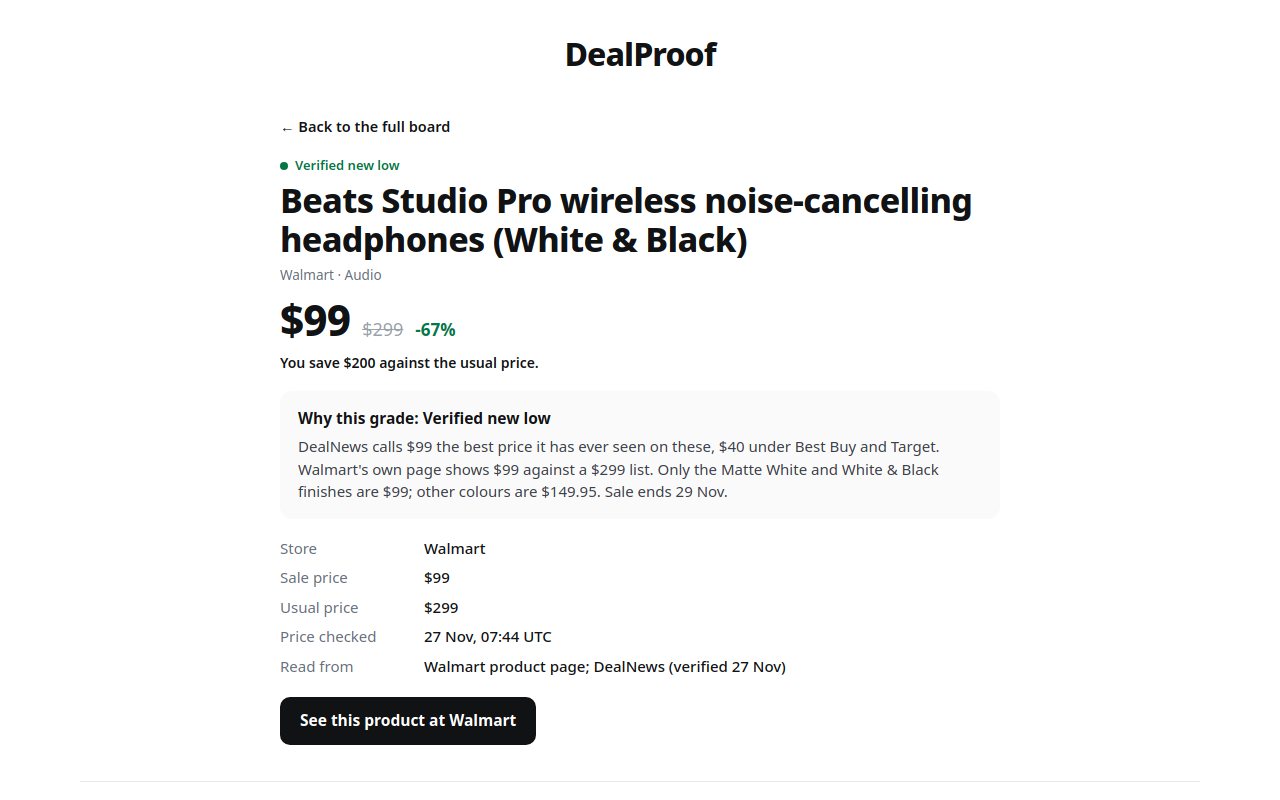 DealProof
← Back to the full board
Verified new low
Beats Studio Pro wireless noise-cancelling
headphones (White & Black)
Walmart · Audio
$99 $299 -67%
You save $200 against the usual price.
Why this grade: Verified new low
DealNews calls $99 the best price it has ever seen on these, $40 under Best Buy and Target.
Walmart's own page shows $99 against a $299 list. Only the Matte White and White & Black
finishes are $99; other colours are $149.95. Sale ends 29 Nov.
Store Walmart
Sale price $99
Usual price $299
Price checked 27 Nov, 07:44 UTC
Read from Walmart product page; DealNews (verified 27 Nov)
See this product at Walmart